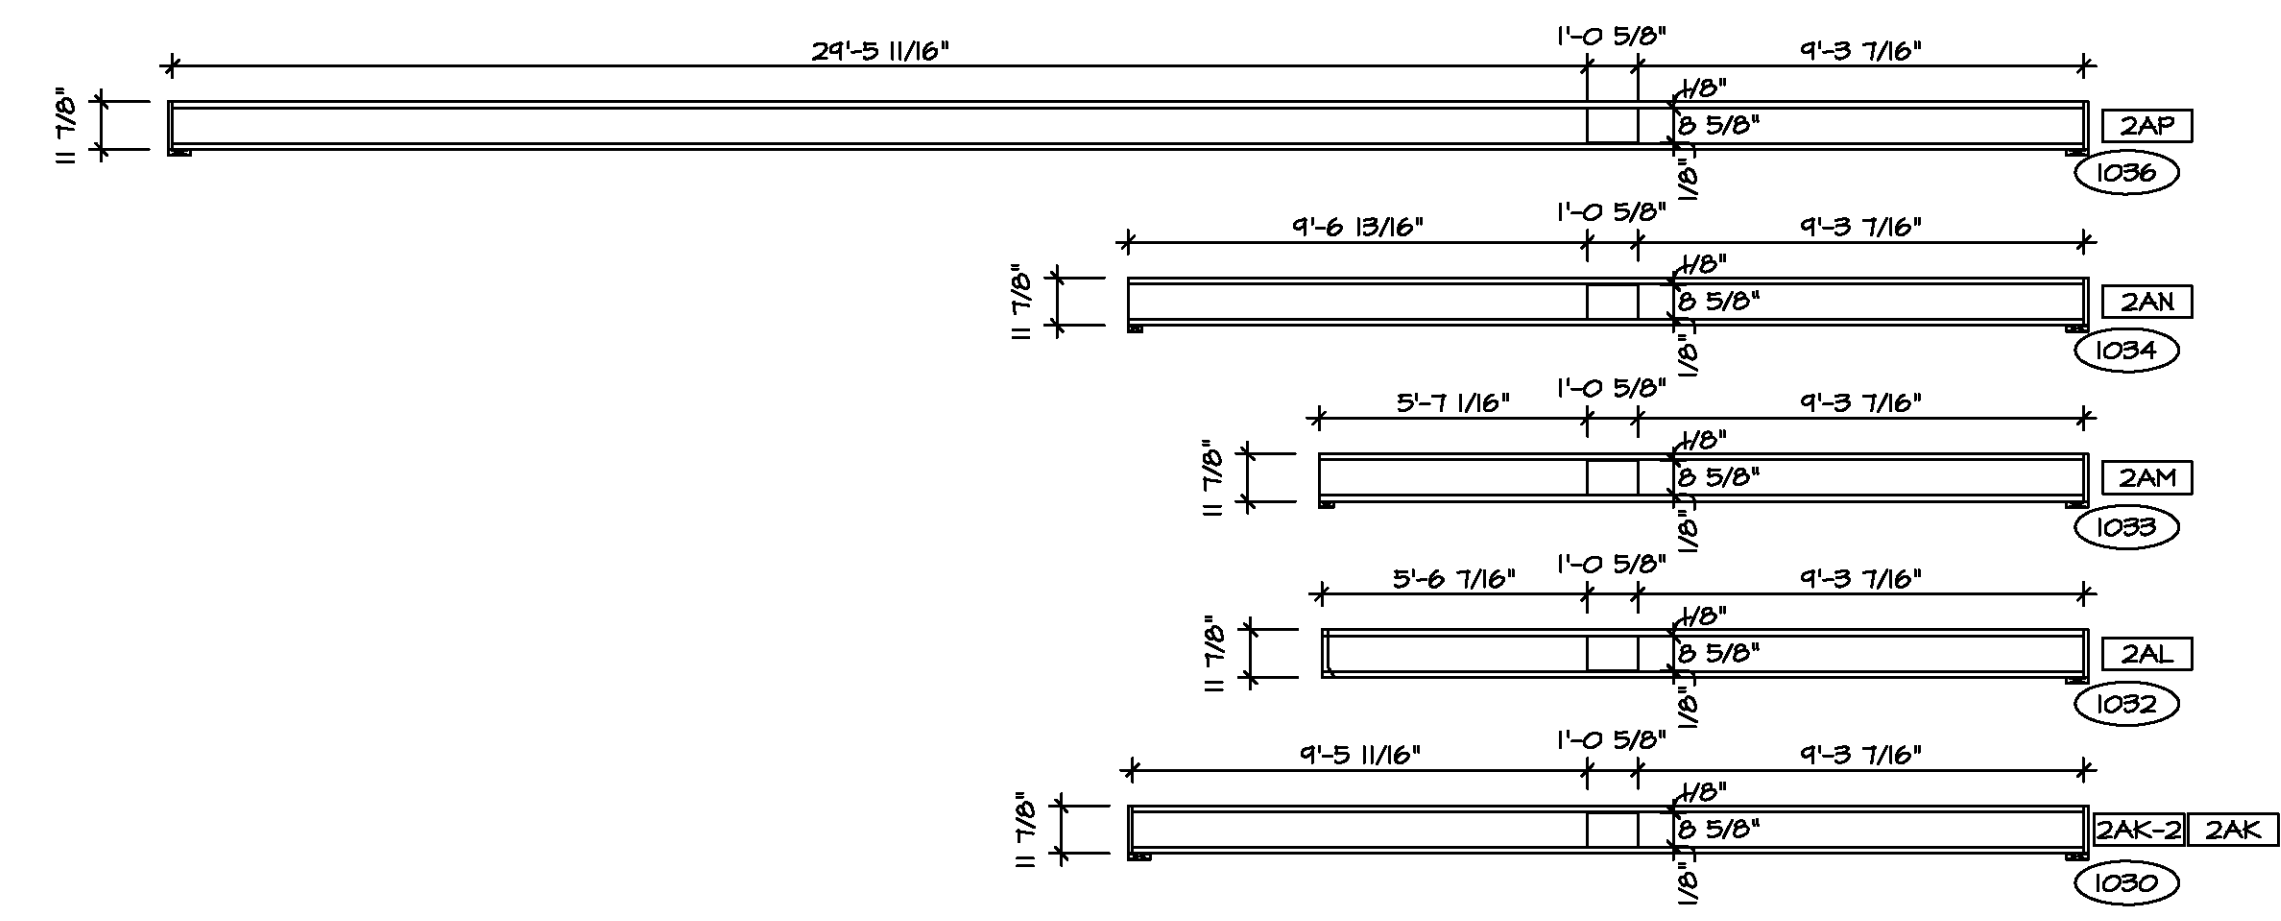 29'-5 11/16" 1'-0 5/8" 9'-3 7/16"
11 7/8" 1/8"
8 5/8" 2AP
1/8" 1036
9'-6 13/16" 1'-0 5/8" 9'-3 7/16"
11 7/8" 1/8"
8 5/8" 2AN
1/8" 1034
5'-7 1/16" 1'-0 5/8" 9'-3 7/16"
11 7/8" 1/8"
8 5/8" 2AM
1/8" 1033
5'-6 7/16" 1'-0 5/8" 9'-3 7/16"
11 7/8" 1/8"
8 5/8" 2AL
1/8" 1032
9'-5 11/16" 1'-0 5/8" 9'-3 7/16"
11 7/8" 1/8"
8 5/8" 2AK-2 2AK
1/8" 1030